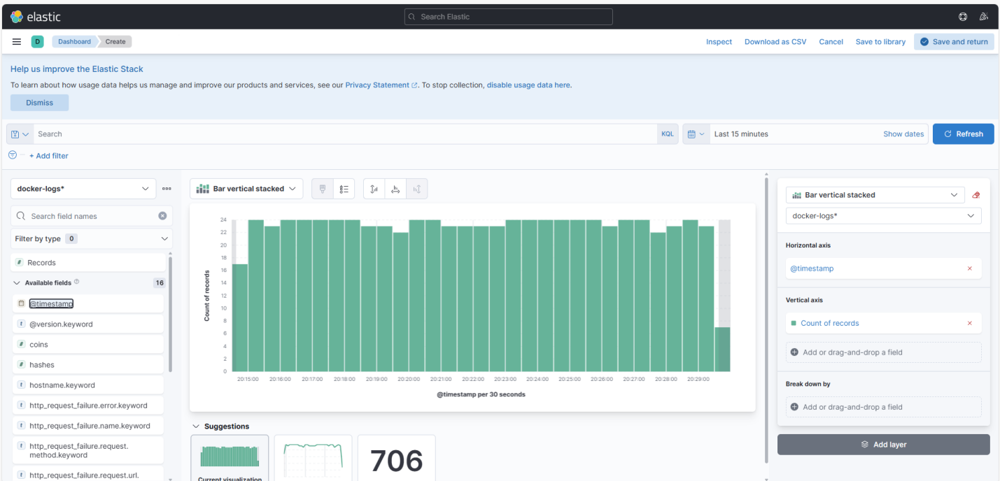 elastic
Search Elastic
D
Dashboard
Create
Inspect
Download as CSV
Cancel
Save to library
Save and return
Help us improve the Elastic Stack
To learn about how usage data helps us manage and improve our products and services, see our Privacy Statement. To stop collection, disable usage data here.
Dismiss
Search
KQL
Last 15 minutes
Show dates
Refresh
+ Add filter
docker-logs*
Search field names
Filter by type 0
# Records
Available fields 16
@timestamp
t @version.keyword
# coins
# hashes
t hostname.keyword
t http_request_failure.error.keyword
t http_request_failure.name.keyword
t http_request_failure.request.
method.keyword
t http_request_failure.request.url.
Bar vertical stacked
24
22
20
18
16
14
12
10
8
6
4
2
0
Count of records
20:15:00 20:16:00 20:17:00 20:18:00 20:19:00 20:20:00 20:21:00 20:22:00 20:23:00 20:24:00 20:25:00 20:26:00 20:27:00 20:28:00 20:29:00
@timestamp per 30 seconds
Suggestions
Current visualization
706
Bar vertical stacked
docker-logs*
Horizontal axis
@timestamp
Vertical axis
Count of records
Add or drag-and-drop a field
Break down by
Add or drag-and-drop a field
Add layer